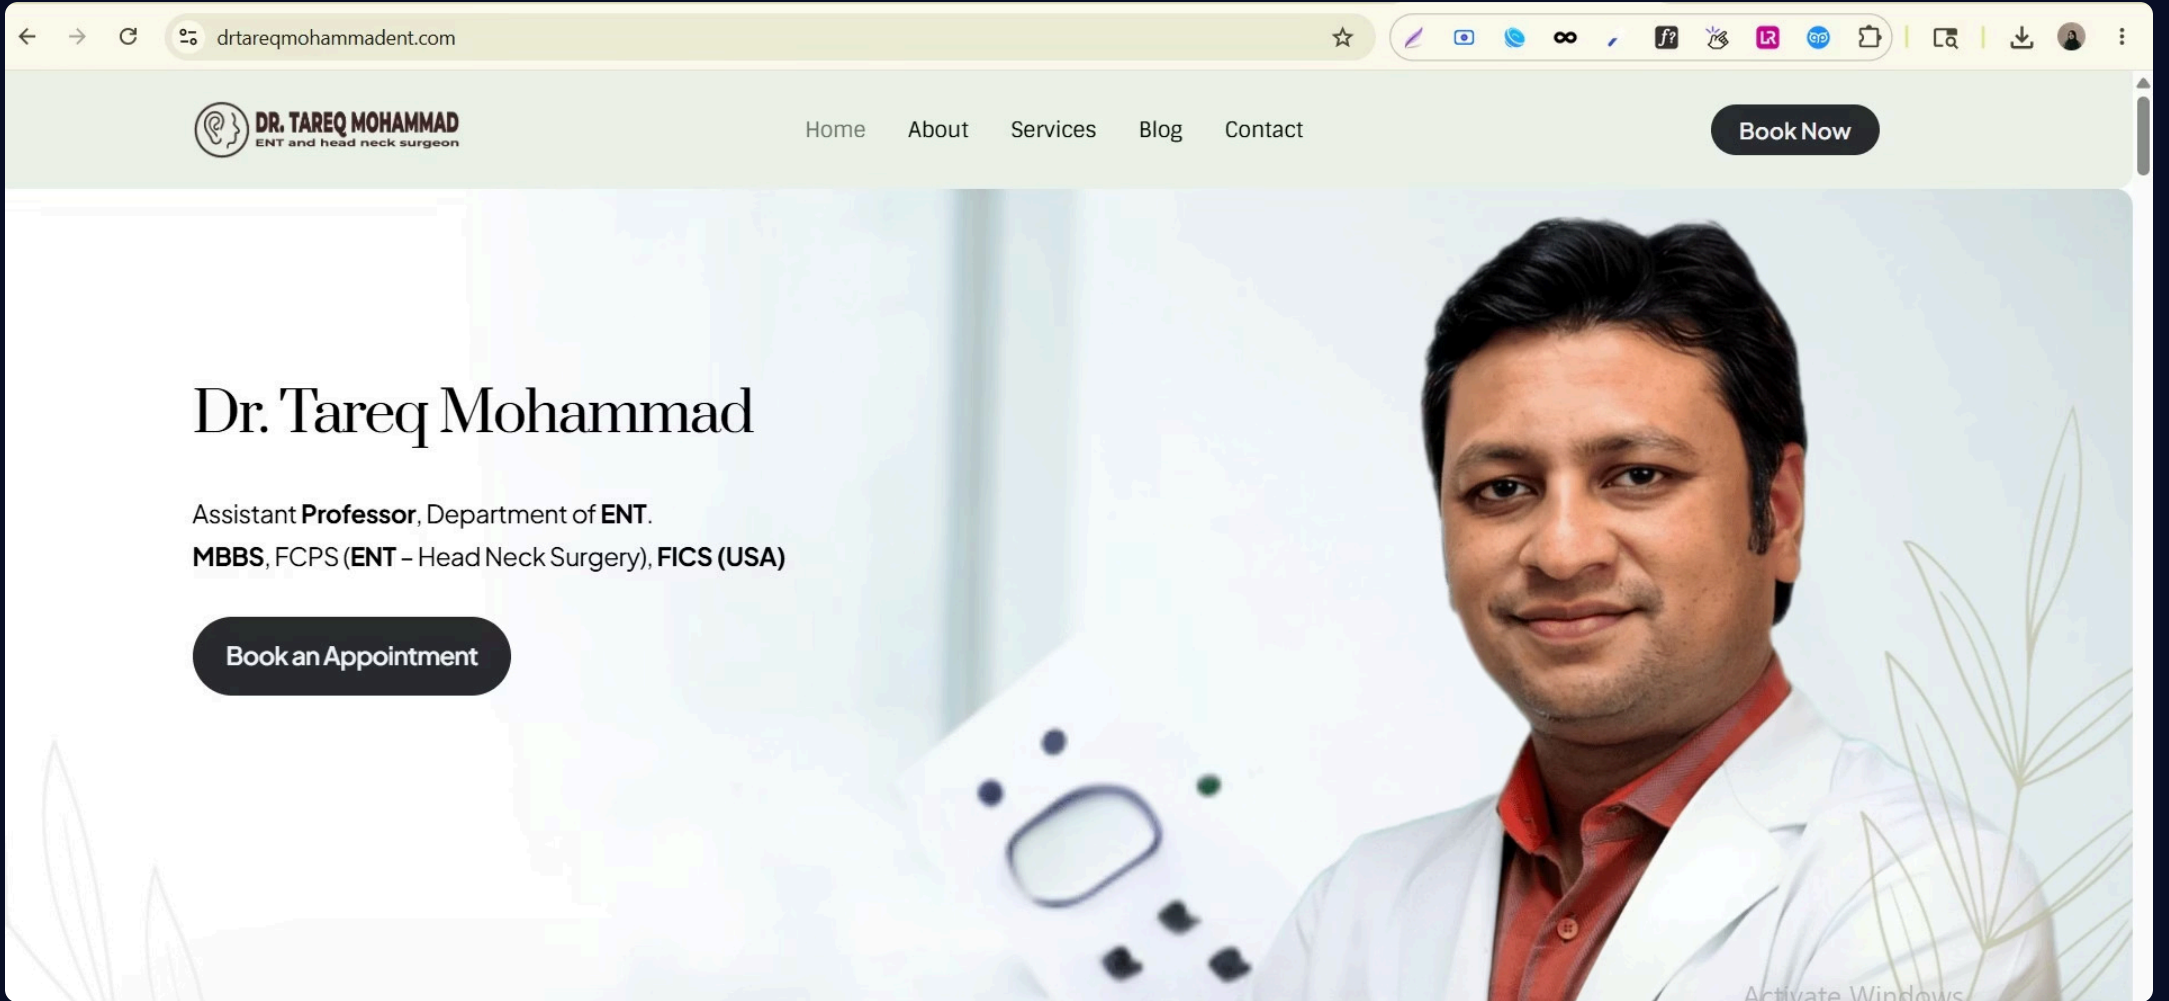 drtareqmohammadent.com
DR. TAREQ MOHAMMAD
ENT and head neck surgeon
Home About Services Blog Contact
Book Now
Dr. Tareq Mohammad
Assistant Professor, Department of ENT.
MBBS, FCPS (ENT – Head Neck Surgery), FICS (USA)
Book an Appointment
Activate Windows